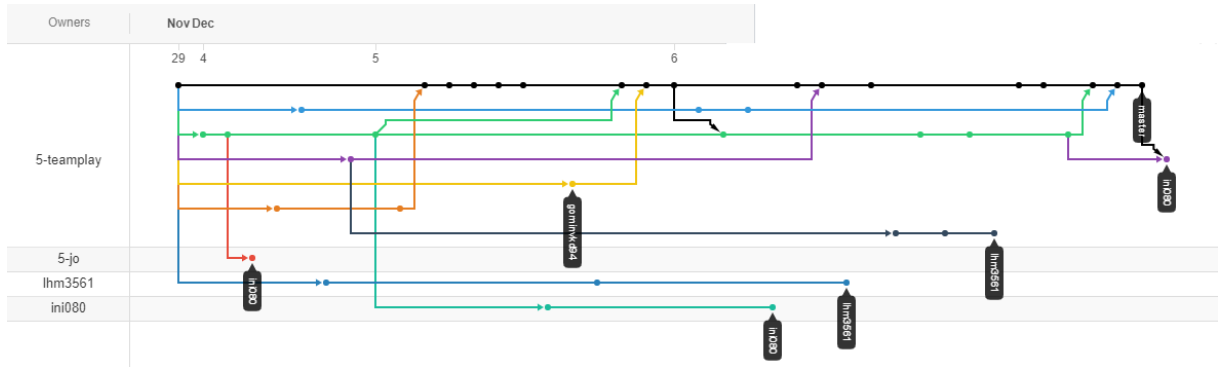 Owners
Nov Dec
29 4 5 6
master
5-teamplay
ini080
gominvkd94
lhm3561
5-jo
ini080
lhm3561
lhm3561
ini080
ini080